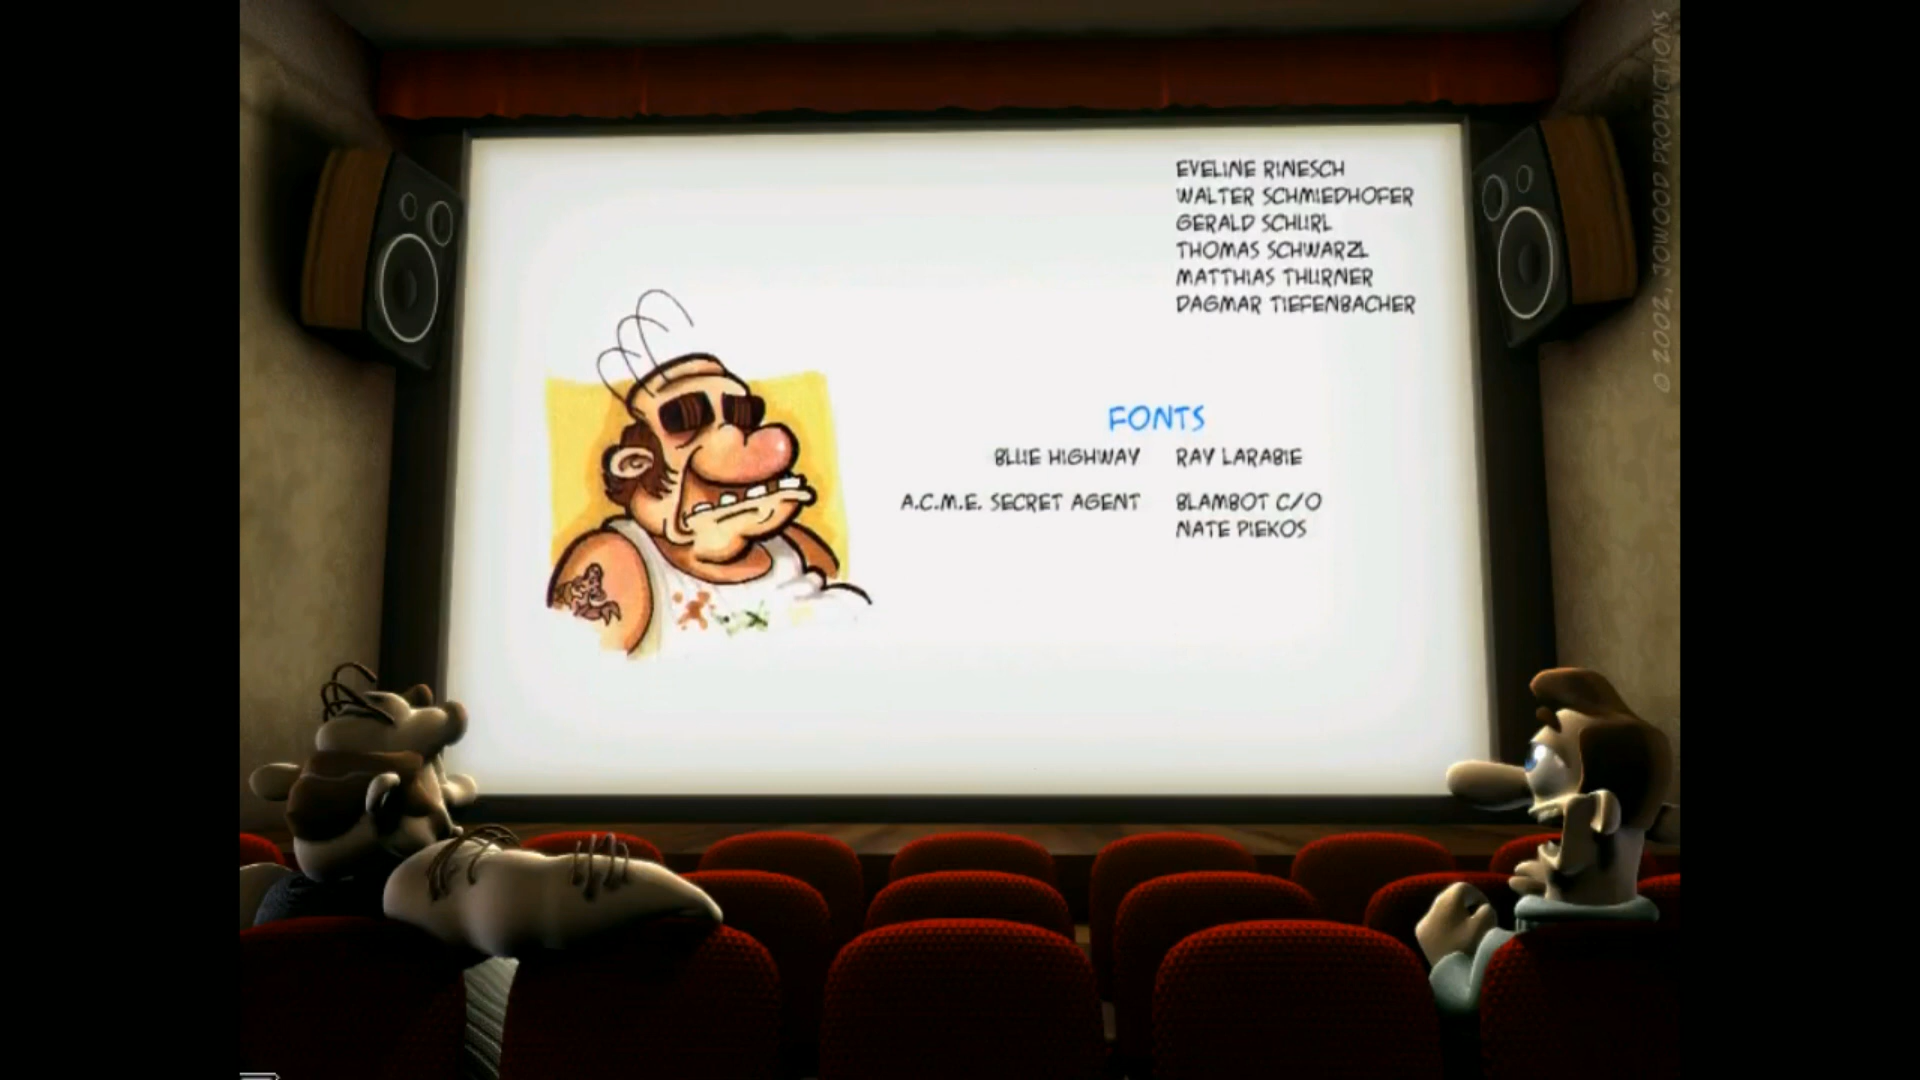 EVELINE RINESCH
WALTER SCHMIEDHOFER
GERALD SCHURL
THOMAS SCHWARZL
MATTHIAS THURNER
DAGMAR TIEFENBACHER
FONTS
BLUE HIGHWAY RAY LARABIE
A.C.M.E. SECRET AGENT BLAMBOT C/O
NATE PIEKOS
© 2002, JOWOOD PRODUCTIONS